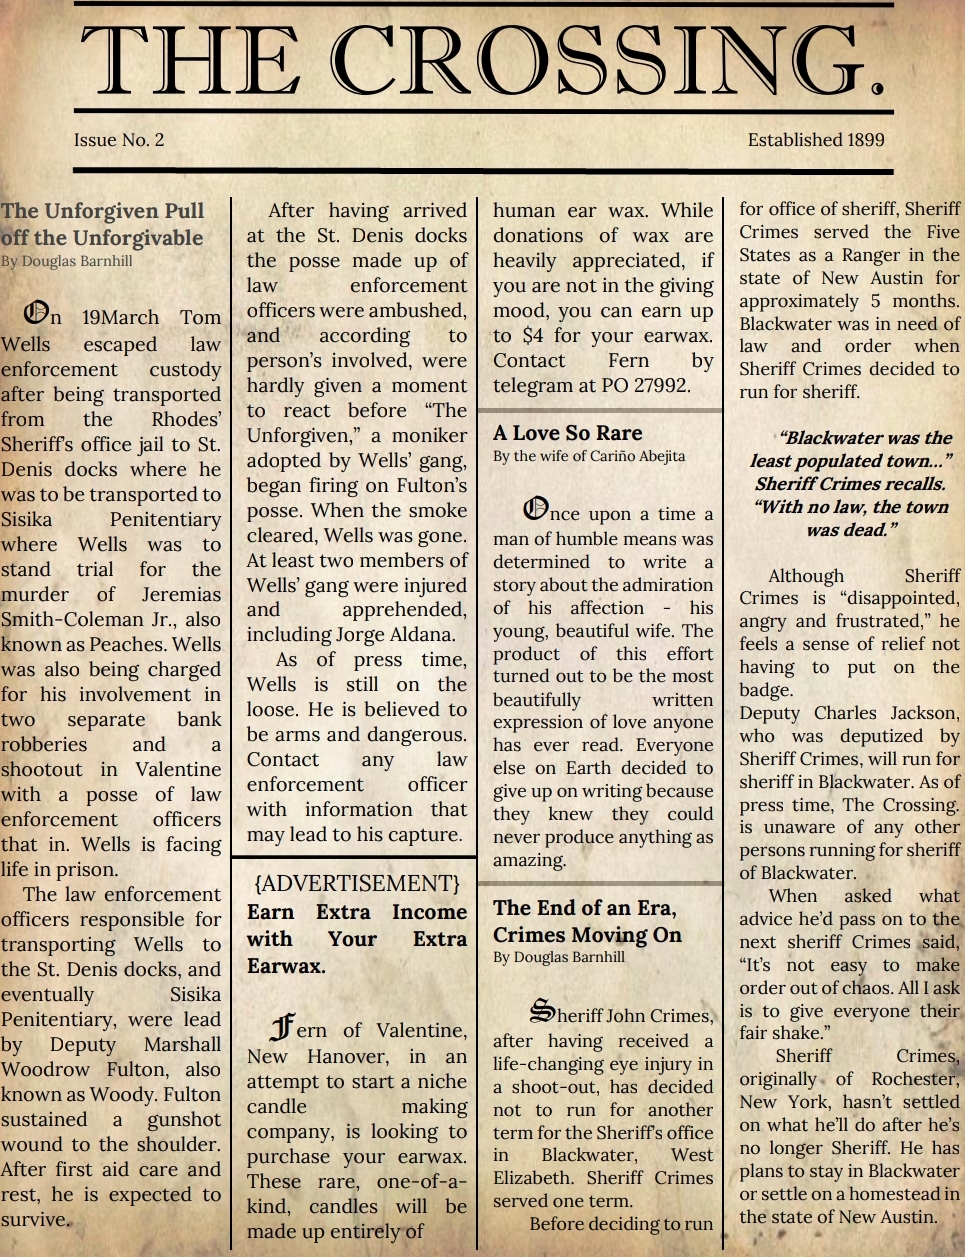 THE CROSSING.
Issue No. 2
Established 1899
The Unforgiven Pull
off the Unforgivable
By Douglas Barnhill
On 19March Tom
Wells escaped law
enforcement custody
after being transported
from the Rhodes'
Sheriff's office jail to St.
Denis docks where he
was to be transported to
Sisika Penitentiary
where Wells was to
stand trial for the
murder of Jeremias
Smith-Coleman Jr., also
known as Peaches. Wells
was also being charged
for his involvement in
two separate bank
robberies and a
shootout in Valentine
with a posse of law
enforcement officers
that in. Wells is facing
life in prison.
The law enforcement
officers responsible for
transporting Wells to
the St. Denis docks, and
eventually Sisika
Penitentiary, were lead
by Deputy Marshall
Woodrow Fulton, also
known as Woody. Fulton
sustained a gunshot
wound to the shoulder.
After first aid care and
rest, he is expected to
survive.
After having arrived
at the St. Denis docks
the posse made up of
law enforcement
officers were ambushed,
and according to
person's involved, were
hardly given a moment
to react before “The
Unforgiven,” a moniker
adopted by Wells' gang,
began firing on Fulton's
posse. When the smoke
cleared, Wells was gone.
At least two members of
Wells' gang were injured
and apprehended,
including Jorge Aldana.
As of press time,
Wells is still on the
loose. He is believed to
be arms and dangerous.
Contact any law
enforcement officer
with information that
may lead to his capture.
{ADVERTISEMENT}
Earn Extra Income
with Your Extra
Earwax.
Fern of Valentine,
New Hanover, in an
attempt to start a niche
candle making
company, is looking to
purchase your earwax.
These rare, one-of-a-
kind, candles will be
made up entirely of
human ear wax. While
donations of wax are
heavily appreciated, if
you are not in the giving
mood, you can earn up
to $4 for your earwax.
Contact Fern by
telegram at PO 27992.
A Love So Rare
By the wife of Cariño Abejita
Once upon a time a
man of humble means was
determined to write a
story about the admiration
of his affection - his
young, beautiful wife. The
product of this effort
turned out to be the most
beautifully written
expression of love anyone
has ever read. Everyone
else on Earth decided to
give up on writing because
they knew they could
never produce anything as
amazing.
The End of an Era,
Crimes Moving On
By Douglas Barnhill
Sheriff John Crimes,
after having received a
life-changing eye injury in
a shoot-out, has decided
not to run for another
term for the Sheriff's office
in Blackwater, West
Elizabeth. Sheriff Crimes
served one term.
Before deciding to run
for office of sheriff, Sheriff
Crimes served the Five
States as a Ranger in the
state of New Austin for
approximately 5 months.
Blackwater was in need of
law and order when
Sheriff Crimes decided to
run for sheriff.
“Blackwater was the
least populated town...”
Sheriff Crimes recalls.
“With no law, the town
was dead.”
Although Sheriff
Crimes is “disappointed,
angry and frustrated,” he
feels a sense of relief not
having to put on the
badge.
Deputy Charles Jackson,
who was deputized by
Sheriff Crimes, will run for
sheriff in Blackwater. As of
press time, The Crossing.
is unaware of any other
persons running for sheriff
of Blackwater.
When asked what
advice he'd pass on to the
next sheriff Crimes said,
“It's not easy to make
order out of chaos. All I ask
is to give everyone their
fair shake.”
Sheriff Crimes,
originally of Rochester,
New York, hasn't settled
on what he'll do after he's
no longer Sheriff. He has
plans to stay in Blackwater
or settle on a homestead in
the state of New Austin.